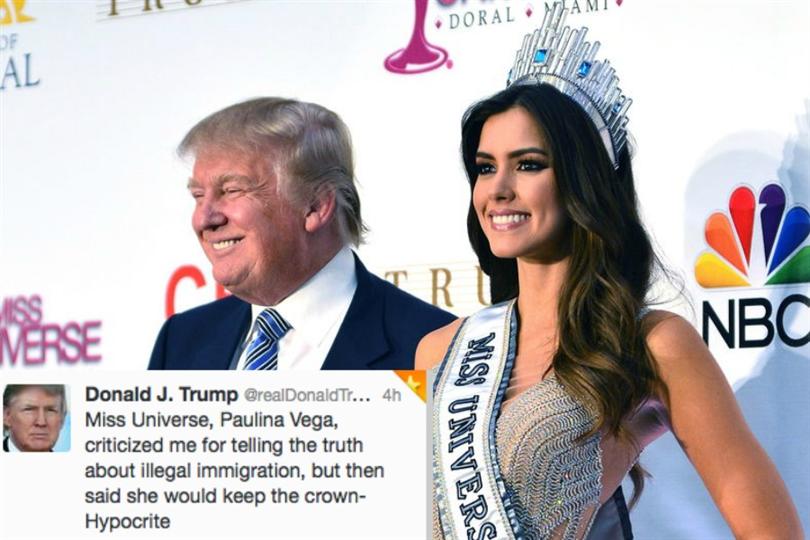 TRU
OF
AL
DORAL • MIAMI
TRU
MISS
IVERSE
NBC
MISS UNIVERS
Donald J. Trump @realDonaldTr... 4h
Miss Universe, Paulina Vega,
criticized me for telling the truth
about illegal immigration, but then
said she would keep the crown-
Hypocrite